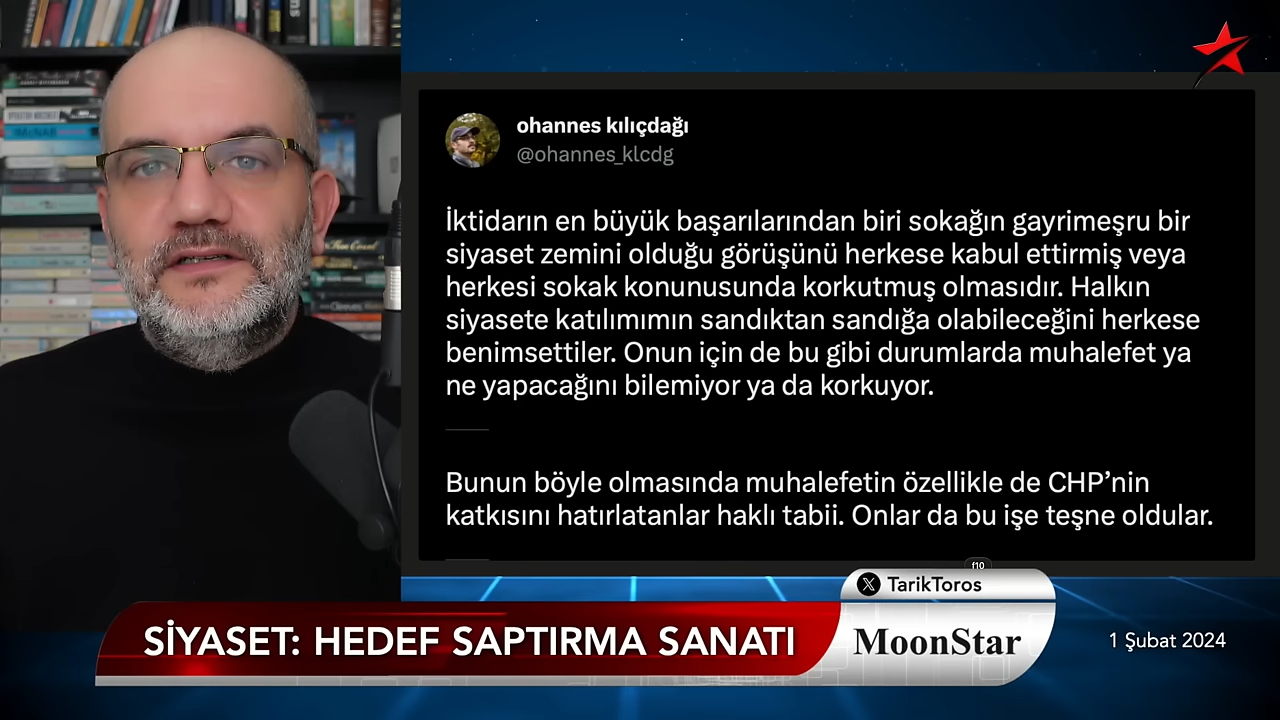 ohannes kılıçdağı
@ohannes_klcdg
İktidarın en büyük başarılarından biri sokağın gayrimeşru bir
siyaset zemini olduğu görüşünü herkese kabul ettirmiş veya
herkesi sokak konunusunda korkutmuş olmasıdır. Halkın
siyasete katılımımın sandıktan sandığa olabileceğini herkese
benimsettiler. Onun için de bu gibi durumlarda muhalefet ya
ne yapacağını bilemiyor ya da korkuyor.
Bunun böyle olmasında muhalefetin özellikle de CHP’nin
katkısını hatırlatanlar haklı tabii. Onlar da bu işe teşne oldular.
f10
TarikToros
SİYASET: HEDEF SAPTIRMA SANATI
MoonStar
1 Şubat 2024